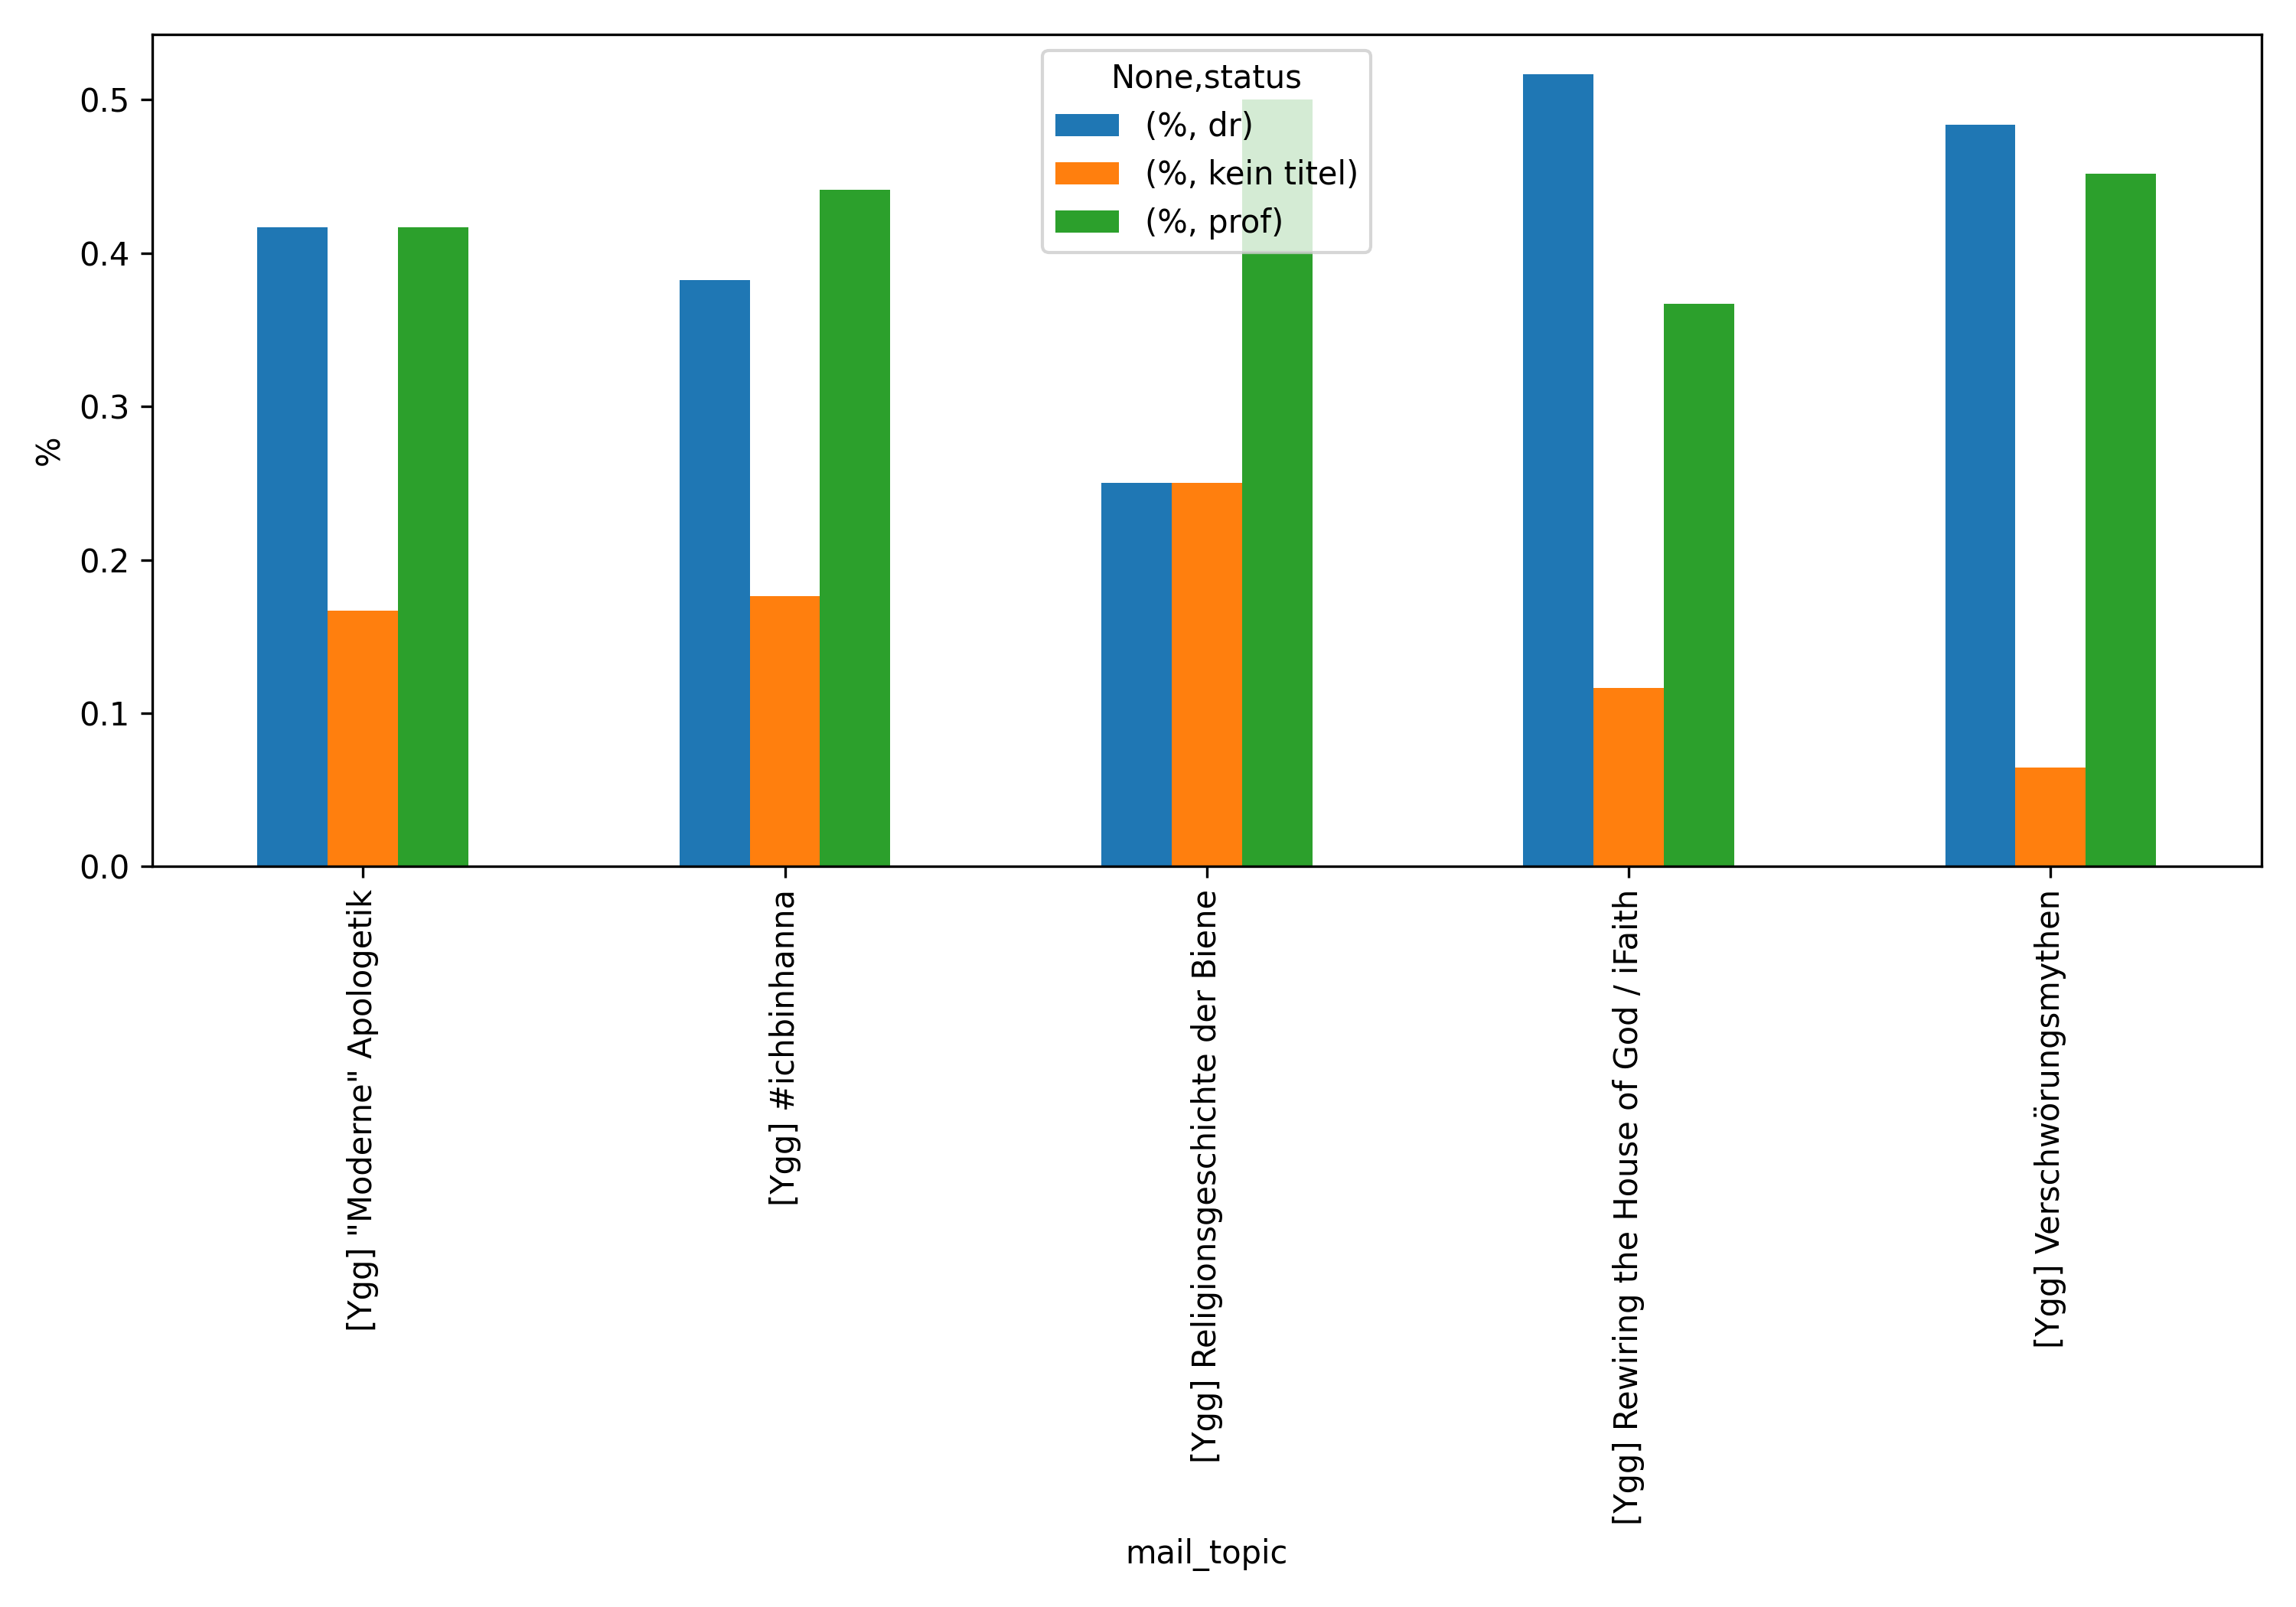 None,status
(%, dr)
(%, kein titel)
(%, prof)
%
0.5
0.4
0.3
0.2
0.1
0.0
[Ygg] "Moderne" Apologetik
[Ygg] #ichbinhanna
[Ygg] Religionsgeschichte der Biene
[Ygg] Rewiring the House of God / iFaith
[Ygg] Verschwörungsmythen
mail_topic